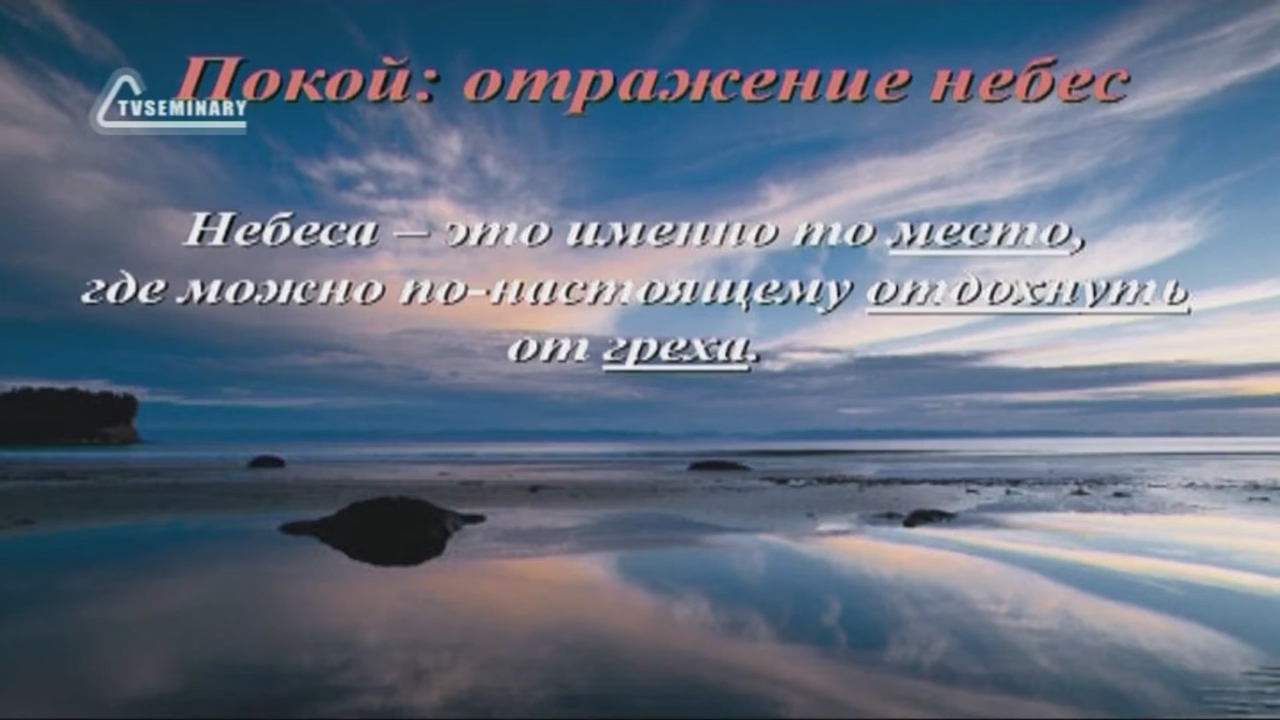 Покой: отражение небес
TVSEMINARY
Небеса – это именно то место,
где можно по-настоящему отдохнуть
от греха.